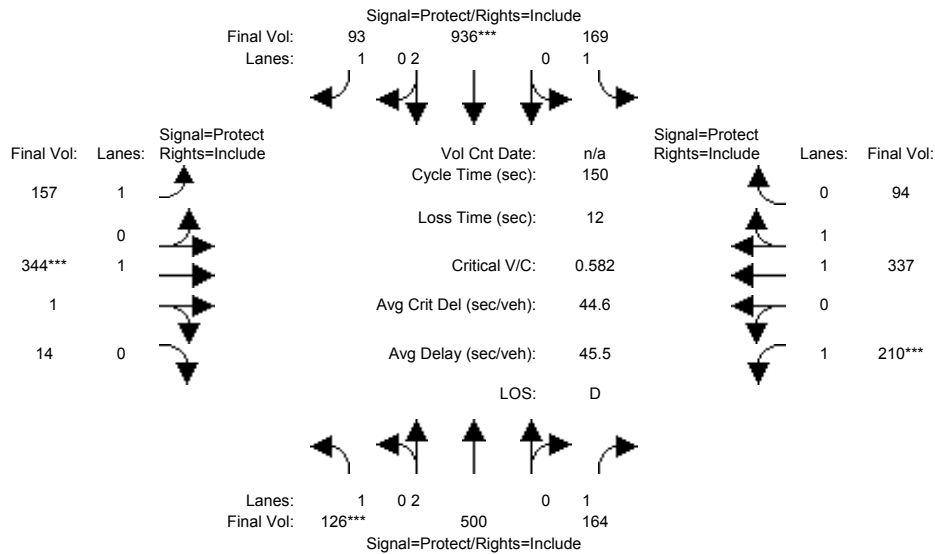 Signal=Protect/Rights=Include
Final Vol: 93 936*** 169
Lanes: 1 0 2 0 1
Signal=Protect
Final Vol: Lanes: Rights=Include
Vol Cnt Date: n/a
Cycle Time (sec): 150
Signal=Protect
Rights=Include Lanes: Final Vol:
157 1
0 94
Loss Time (sec): 12
0
1
344*** 1
Critical V/C: 0.582
1 337
1
Avg Crit Del (sec/veh): 44.6
0
14 0
Avg Delay (sec/veh): 45.5
1 210***
LOS: D
Lanes: 1 0 2 0 1
Final Vol: 126*** 500 164
Signal=Protect/Rights=Include